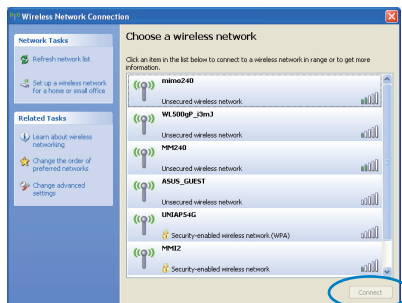 Wireless Network Connection
Network Tasks
Refresh network list
Set up a wireless network
for a home or small office
Related Tasks
Learn about wireless
networking
Change the order of
preferred networks
Change advanced
settings
Choose a wireless network
Click an item in the list below to connect to a wireless network in range or to get more
information.
mimo240
Unsecured wireless network
WL500gP_i3mJ
Unsecured wireless network
MM240
Unsecured wireless network
ASUS_GUEST
Unsecured wireless network
UNIAP54G
Security-enabled wireless network (WPA)
MMI2
Security-enabled wireless network
Connect